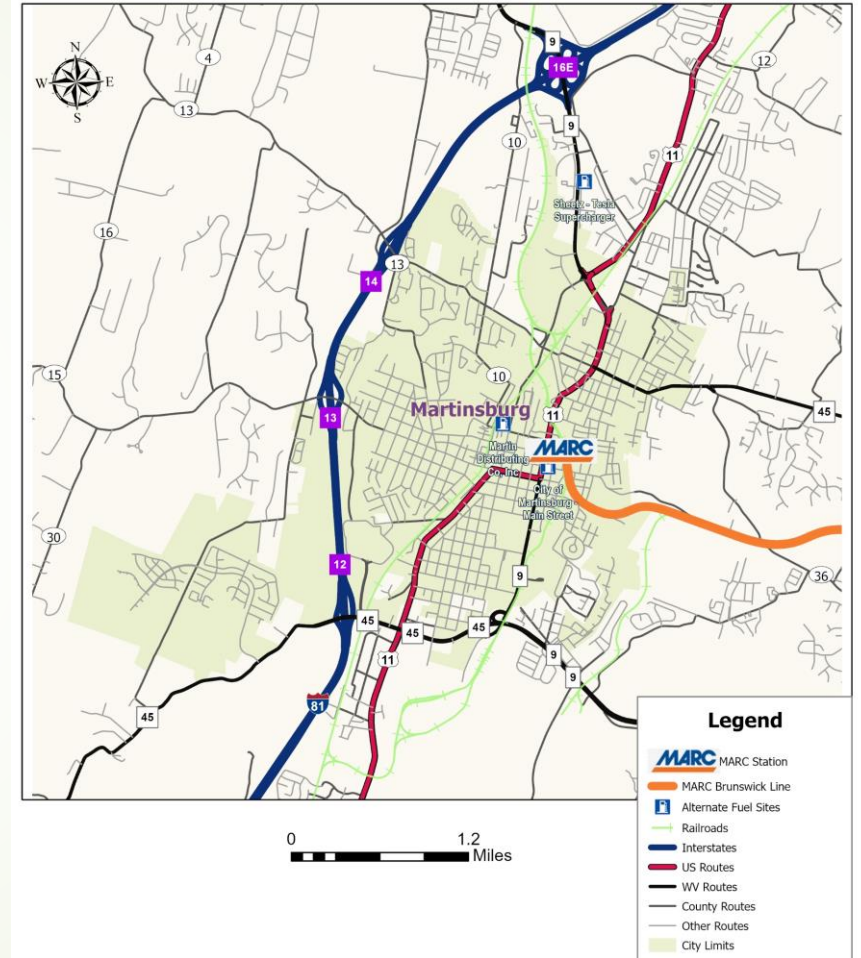 N
W E
S
4
13
9
16E
12
9
10
11
Sheetz - Tesla
Supercharger
16
13
14
15
10
Martinsburg
11
45
13
Martin
Distributing
Co, Inc
MARC
City of
Martinsburg -
Main Street
30
12
9
36
45
45
45
11
9
9
45
81
Legend
MARC MARC Station
MARC Brunswick Line
Alternate Fuel Sites
Railroads
Interstates
US Routes
WV Routes
County Routes
Other Routes
City Limits
0 1.2
Miles